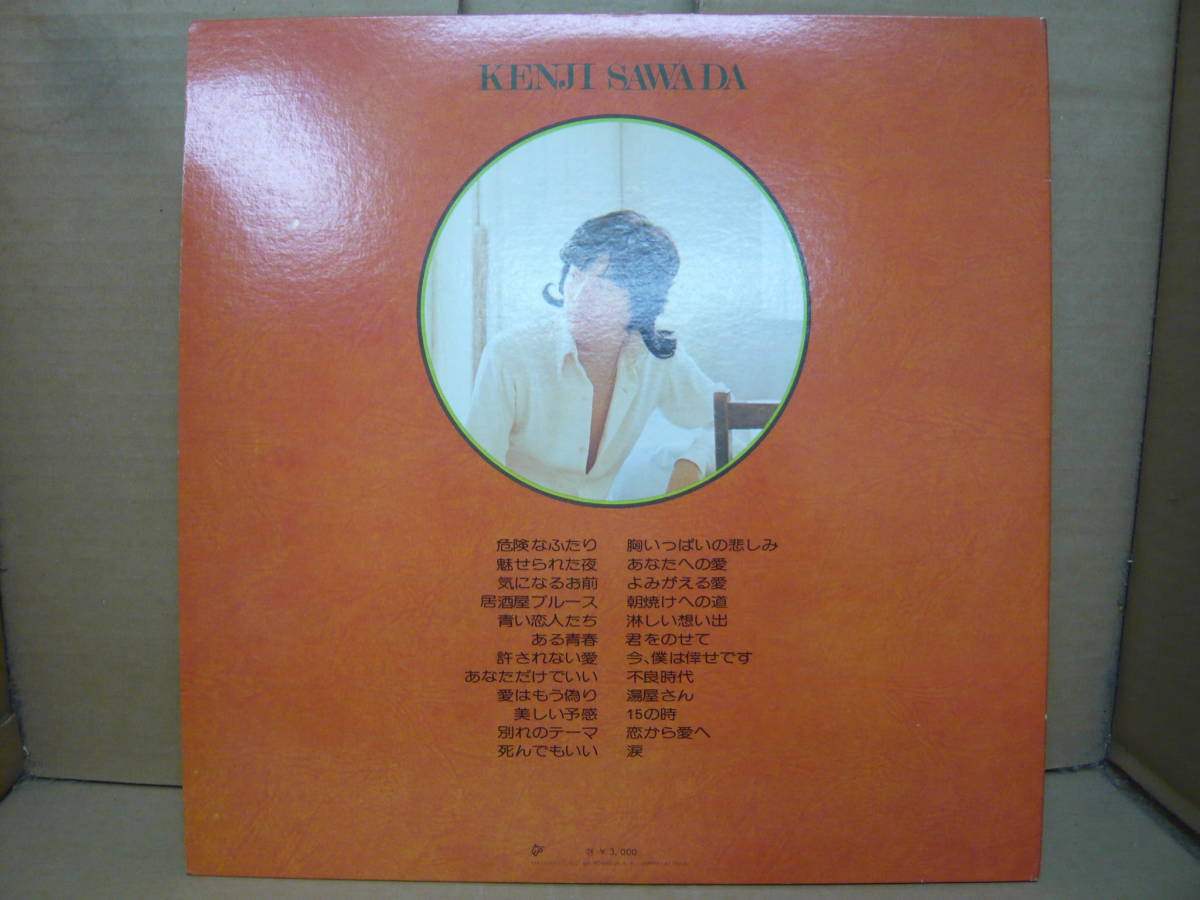 KENJI SAWADA
危険なふたり
魅せられた夜
気になるお前
居酒屋ブルース
青い恋人たち
ある青春
許されない愛
あなただけでいい
愛はもう偽り
美しい予感
別れのテーマ
死んでもいい
胸いっぱいの悲しみ
あなたへの愛
よみがえる愛
朝焼けへの道
淋しい想い出
君をのせて
今、僕は倖せです
不良時代
湯屋さん
15の時
恋から愛へ
涙
¥3,000